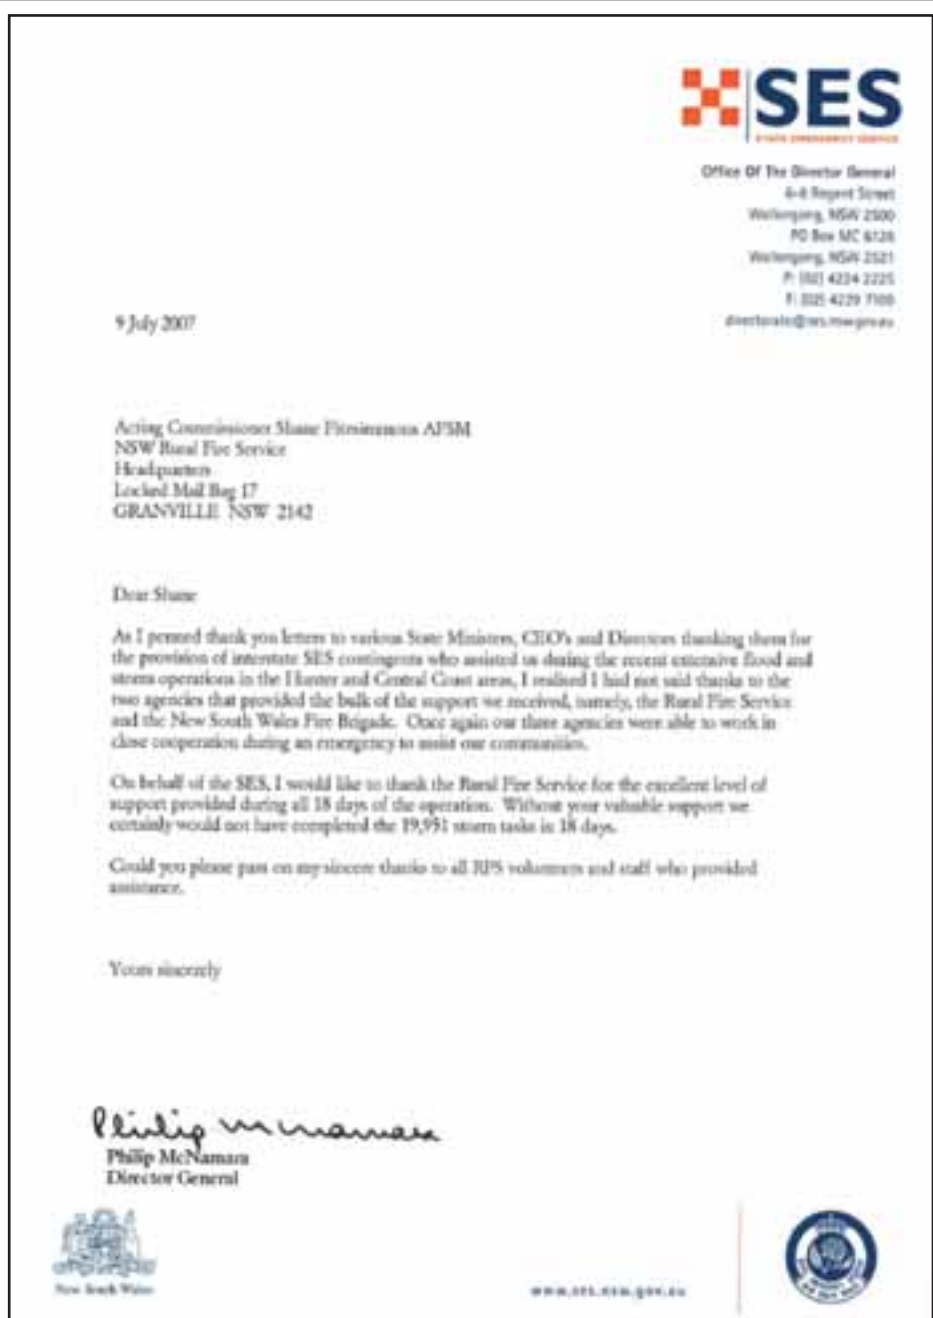 SES
STATE EMERGENCY SERVICE
Office Of The Director General
6-8 Regent Street
Wollongong, NSW 2500
PO Box MC 6126
Wollongong, NSW 2521
P: (02) 4224 2225
F: (02) 4229 7100
directorate@ses.nsw.gov.au
9 July 2007
Acting Commissioner Shane Fitzsimmons AFSM
NSW Rural Fire Service
Headquarters
Locked Mail Bag 17
GRANVILLE NSW 2142
Dear Shane
As I penned thank you letters to various State Ministers, CEO's and Directors thanking them for
the provision of interstate SES contingents who assisted us during the recent extensive flood and
storm operations in the Hunter and Central Coast areas, I realised I had not said thanks to the
two agencies that provided the bulk of the support we received, namely, the Rural Fire Service
and the New South Wales Fire Brigade. Once again our three agencies were able to work in
close cooperation during an emergency to assist our communities.
On behalf of the SES, I would like to thank the Rural Fire Service for the excellent level of
support provided during all 18 days of the operation. Without your valuable support we
certainly would not have completed the 19,951 storm tasks in 18 days.
Could you please pass on my sincere thanks to all RFS volunteers and staff who provided
assistance.
Yours sincerely
Philip McNamara
Philip McNamara
Director General
New South Wales
www.ses.nsw.gov.au